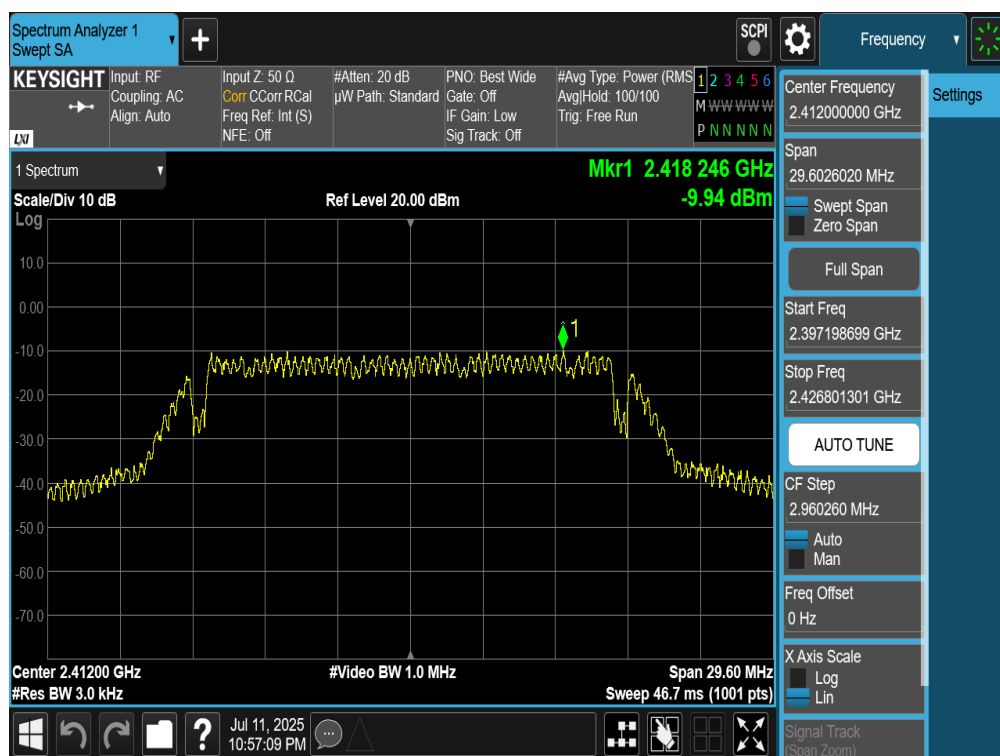 Spectrum Analyzer 1
Swept SA
+
SCPI
Frequency
KEYSIGHT
LXI
Input: RF
Coupling: AC
Align: Auto
Input Z: 50 Ω
Corr CCorr RCal
Freq Ref: Int (S)
NFE: Off
#Atten: 20 dB
µW Path: Standard
PNO: Best Wide
Gate: Off
IF Gain: Low
Sig Track: Off
#Avg Type: Power (RMS
Avg|Hold: 100/100
Trig: Free Run
1 2 3 4 5 6
M W W W W W
P N N N N N
1 Spectrum
Mkr1 2.418 246 GHz
-9.94 dBm
Scale/Div 10 dB
Ref Level 20.00 dBm
Log
10.0
0.00
-10.0
-20.0
-30.0
-40.0
-50.0
-60.0
-70.0
1
Center 2.41200 GHz
#Video BW 1.0 MHz
Span 29.60 MHz
#Res BW 3.0 kHz
Sweep 46.7 ms (1001 pts)
?
Jul 11, 2025
10:57:09 PM
Center Frequency
2.412000000 GHz
Settings
Span
29.6026020 MHz
Swept Span
Zero Span
Full Span
Start Freq
2.397198699 GHz
Stop Freq
2.426801301 GHz
AUTO TUNE
CF Step
2.960260 MHz
Auto
Man
Freq Offset
0 Hz
X Axis Scale
Log
Lin
Signal Track
(Span Zoom)